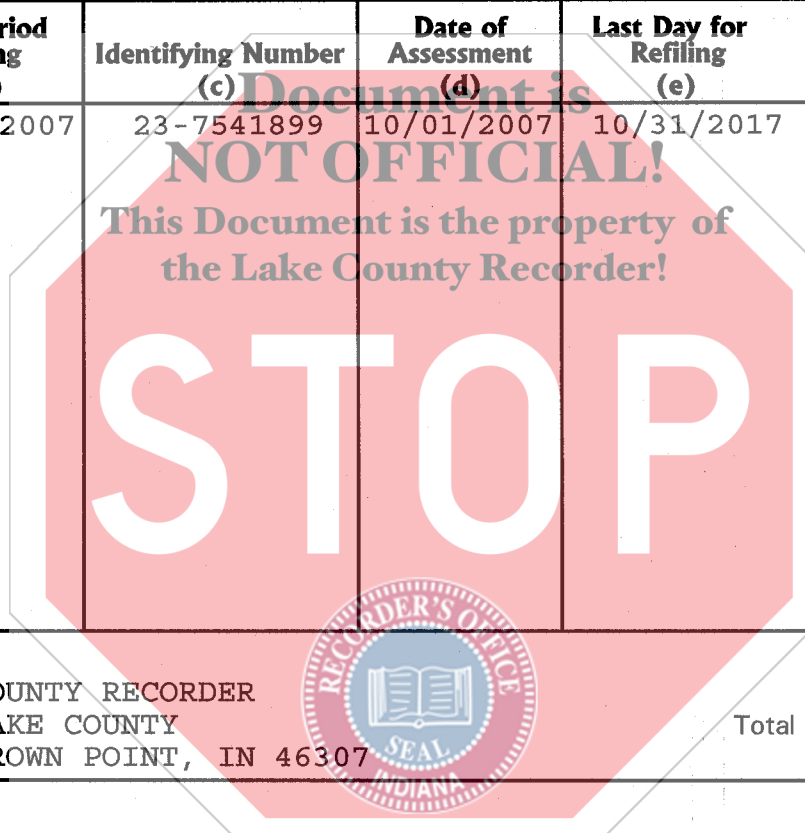 riod
ng Identifying Number Date of Assessment Last Day for Refiling
) (c) (d) (e)
2007 23-7541899 10/01/2007 10/31/2017
Document is
NOT OFFICIAL!
This Document is the property of
the Lake County Recorder!
STOP
RECORDER'S OFFICE
SEAL
INDIANA
OUNTY RECORDER
AKE COUNTY Total
ROWN POINT, IN 46307